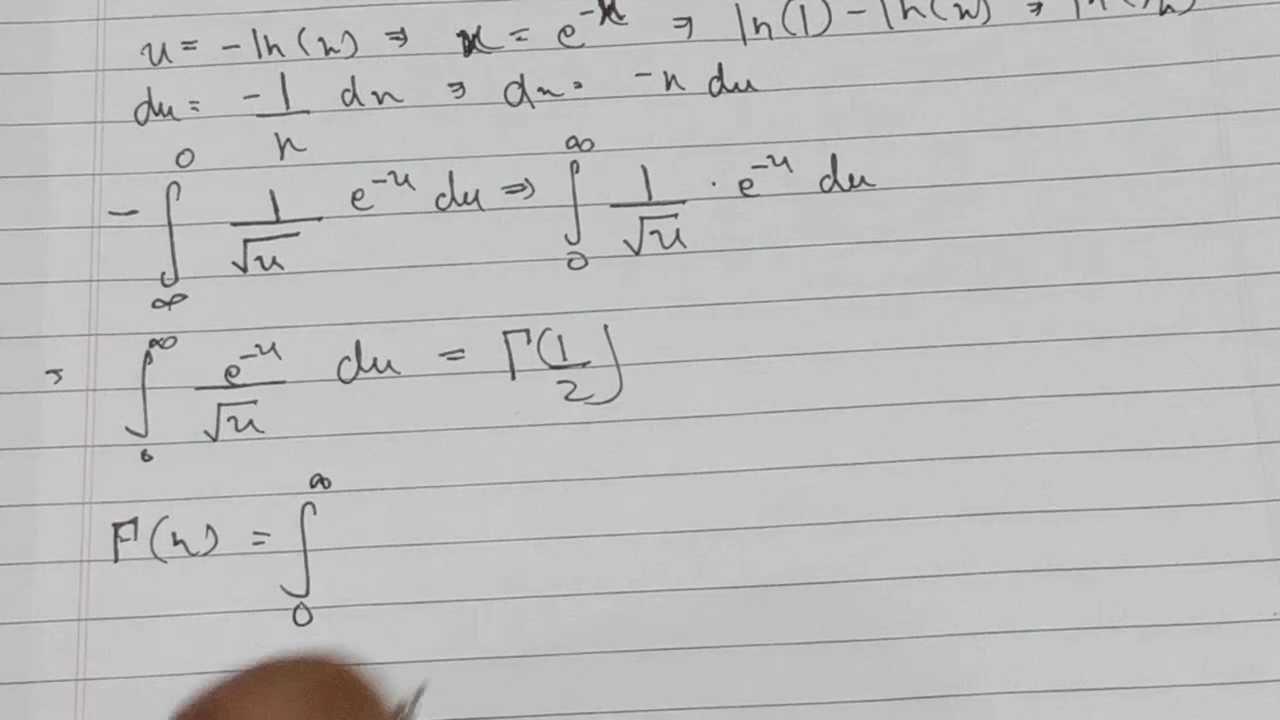 u = -ln(x) ⇒ x = e^-x ⇒ ln(1) - ln(x) ⇒
du = -1/x dx ⇒ dx = -x du
-∫_∞^0 1/√u e^-u du ⇒ ∫_0^∞ 1/√u · e^-u du
⇒ ∫_0^∞ e^-u/√u du = Γ(1/2)
Γ(x) = ∫_0^∞